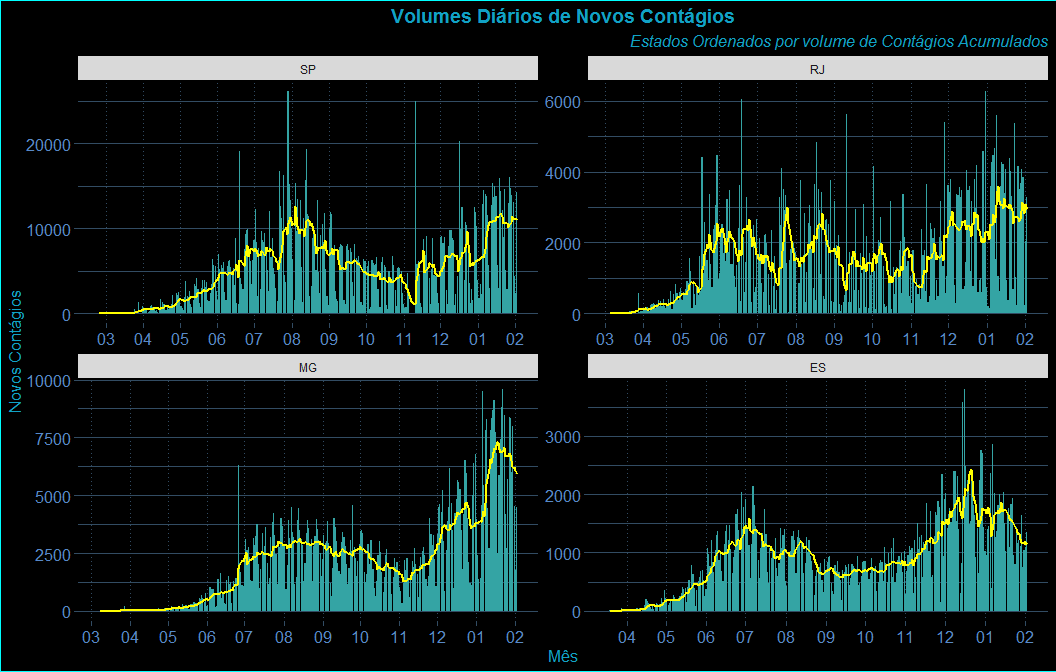 Volumes Diários de Novos Contágios
Estados Ordenados por volume de Contágios Acumulados
SP
20000
10000
0
03 04 05 06 07 08 09 10 11 12 01 02
RJ
6000
4000
2000
0
03 04 05 06 07 08 09 10 11 12 01 02
Novos Contágios
MG
10000
7500
5000
2500
0
03 04 05 06 07 08 09 10 11 12 01 02
ES
3000
2000
1000
0
04 05 06 07 08 09 10 11 12 01 02
Mês